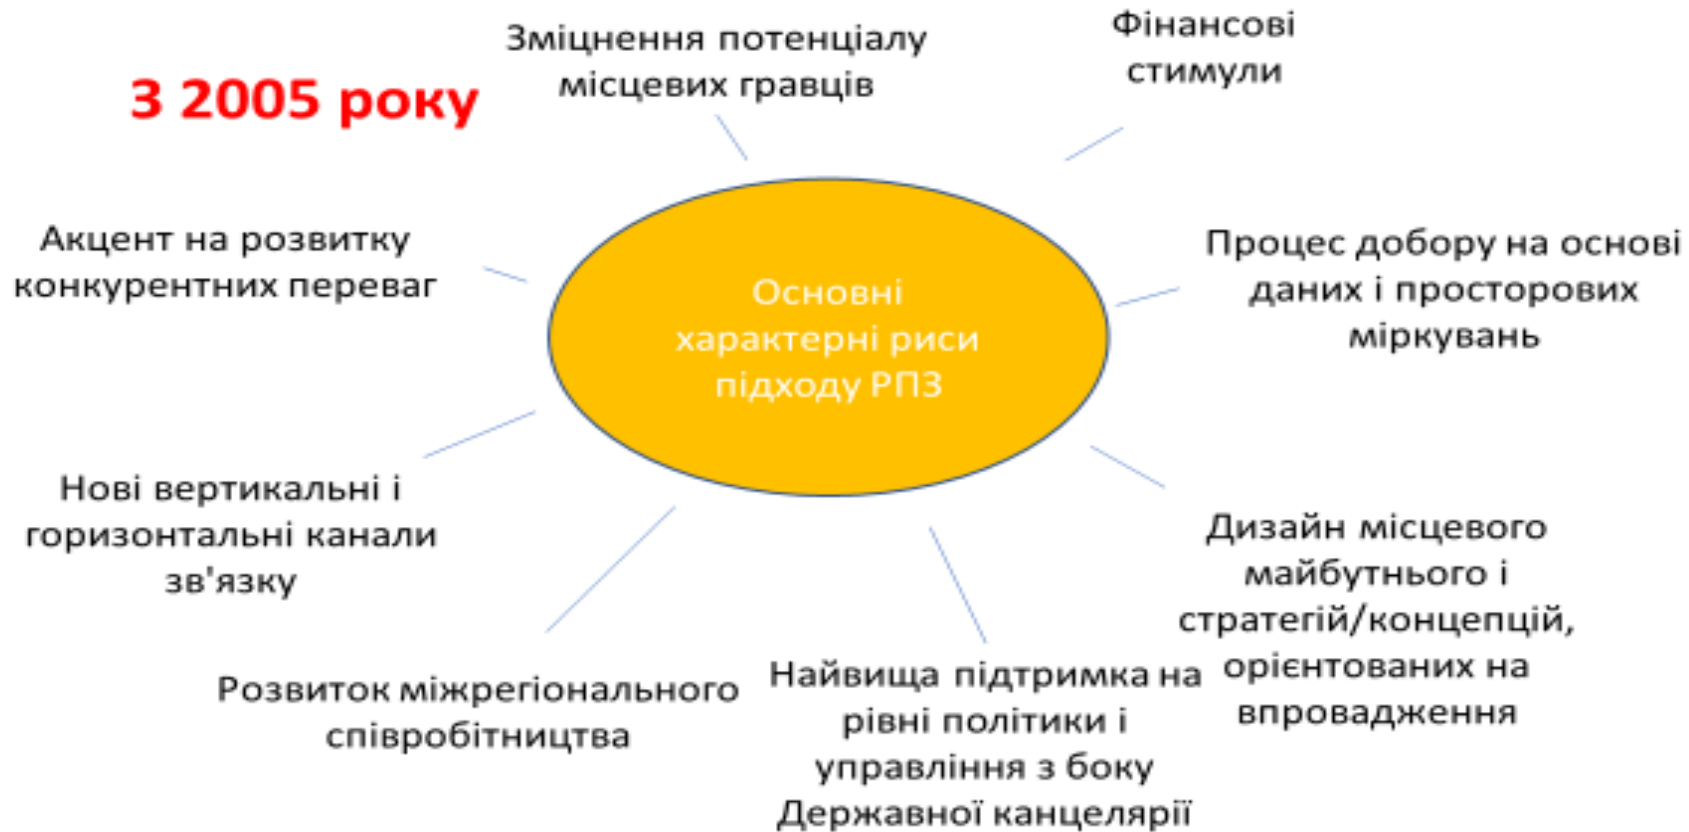 З 2005 року
Зміцнення потенціалу
місцевих гравців
Фінансові
стимули
Акцент на розвитку
конкурентних переваг
Процес добору на основі
даних і просторових
міркувань
Основні
характерні риси
підходу РПЗ
Нові вертикальні і
горизонтальні канали
зв'язку
Дизайн місцевого
майбутнього і
стратегій/концепцій,
орієнтованих на
впровадження
Розвиток міжрегіонального
співробітництва
Найвища підтримка на
рівні політики і
управління з боку
Державної канцелярії